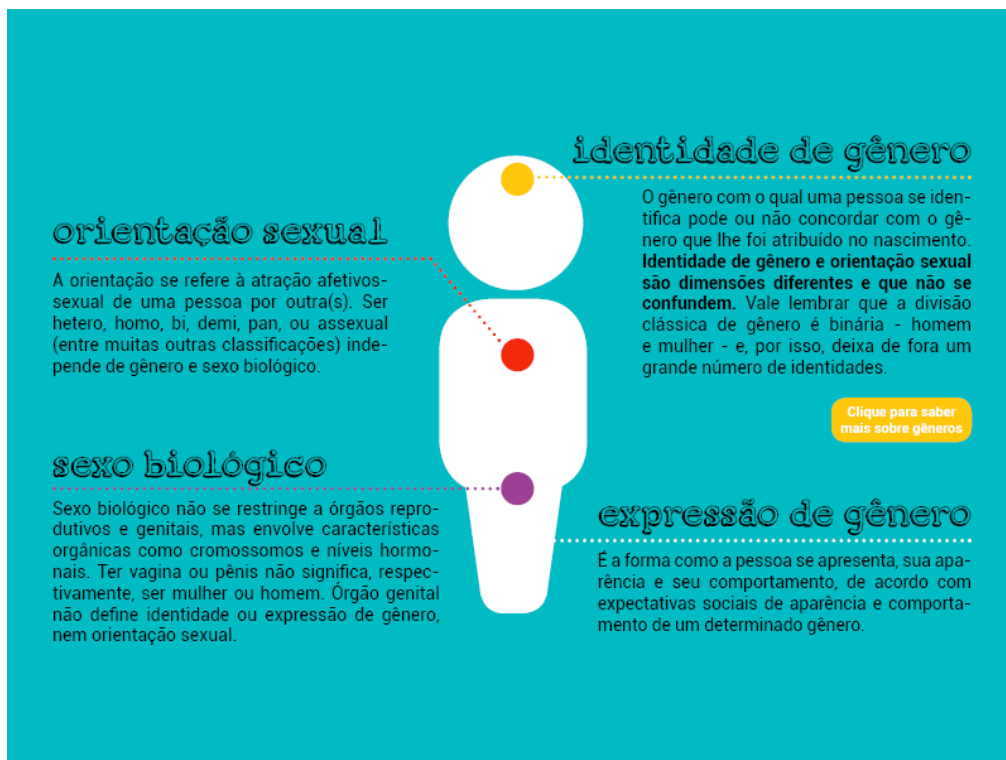 orientação sexual
A orientação se refere à atração afetivos-
sexual de uma pessoa por outra(s). Ser
hetero, homo, bi, demi, pan, ou assexual
(entre muitas outras classificações) inde-
pende de gênero e sexo biológico.
sexo biológico
Sexo biológico não se restringe a órgãos repro-
dutivos e genitais, mas envolve características
orgânicas como cromossomos e níveis hormo-
nais. Ter vagina ou pênis não significa, respec-
tivamente, ser mulher ou homem. Órgão genital
não define identidade ou expressão de gênero,
nem orientação sexual.
identidade de gênero
O gênero com o qual uma pessoa se iden-
tifica pode ou não concordar com o gê-
nero que lhe foi atribuído no nascimento.
Identidade de gênero e orientação sexual
são dimensões diferentes e que não se
confundem. Vale lembrar que a divisão
clássica de gênero é binária - homem
e mulher - e, por isso, deixa de fora um
grande número de identidades.
Clique para saber
mais sobre gêneros
expressão de gênero
É a forma como a pessoa se apresenta, sua apa-
rência e seu comportamento, de acordo com
expectativas sociais de aparência e comporta-
mento de um determinado gênero.